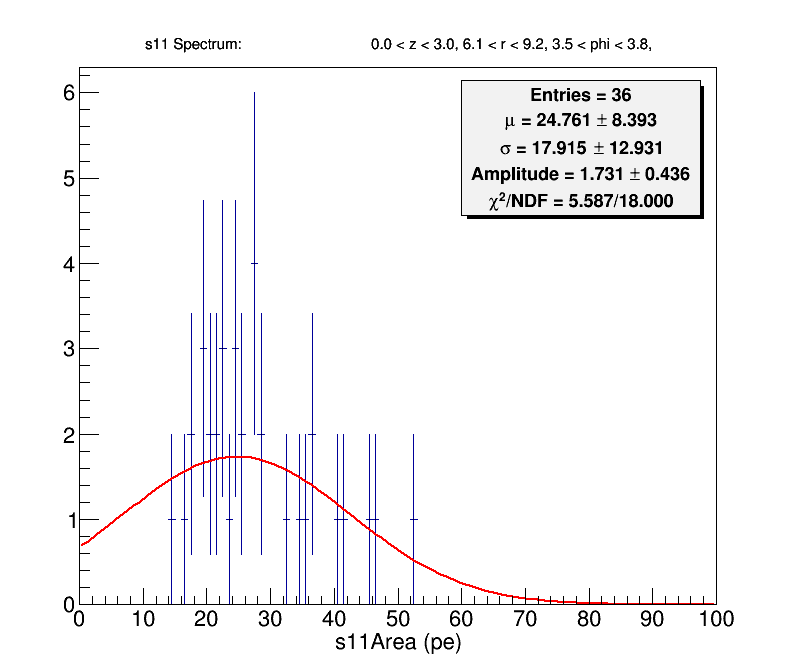 s11 Spectrum: 0.0 < z < 3.0, 6.1 < r < 9.2, 3.5 < phi < 3.8,
Entries = 36
μ = 24.761 ± 8.393
σ = 17.915 ± 12.931
Amplitude = 1.731 ± 0.436
χ²/NDF = 5.587/18.000
6
5
4
3
2
1
0
0 10 20 30 40 50 60 70 80 90 100
s11Area (pe)